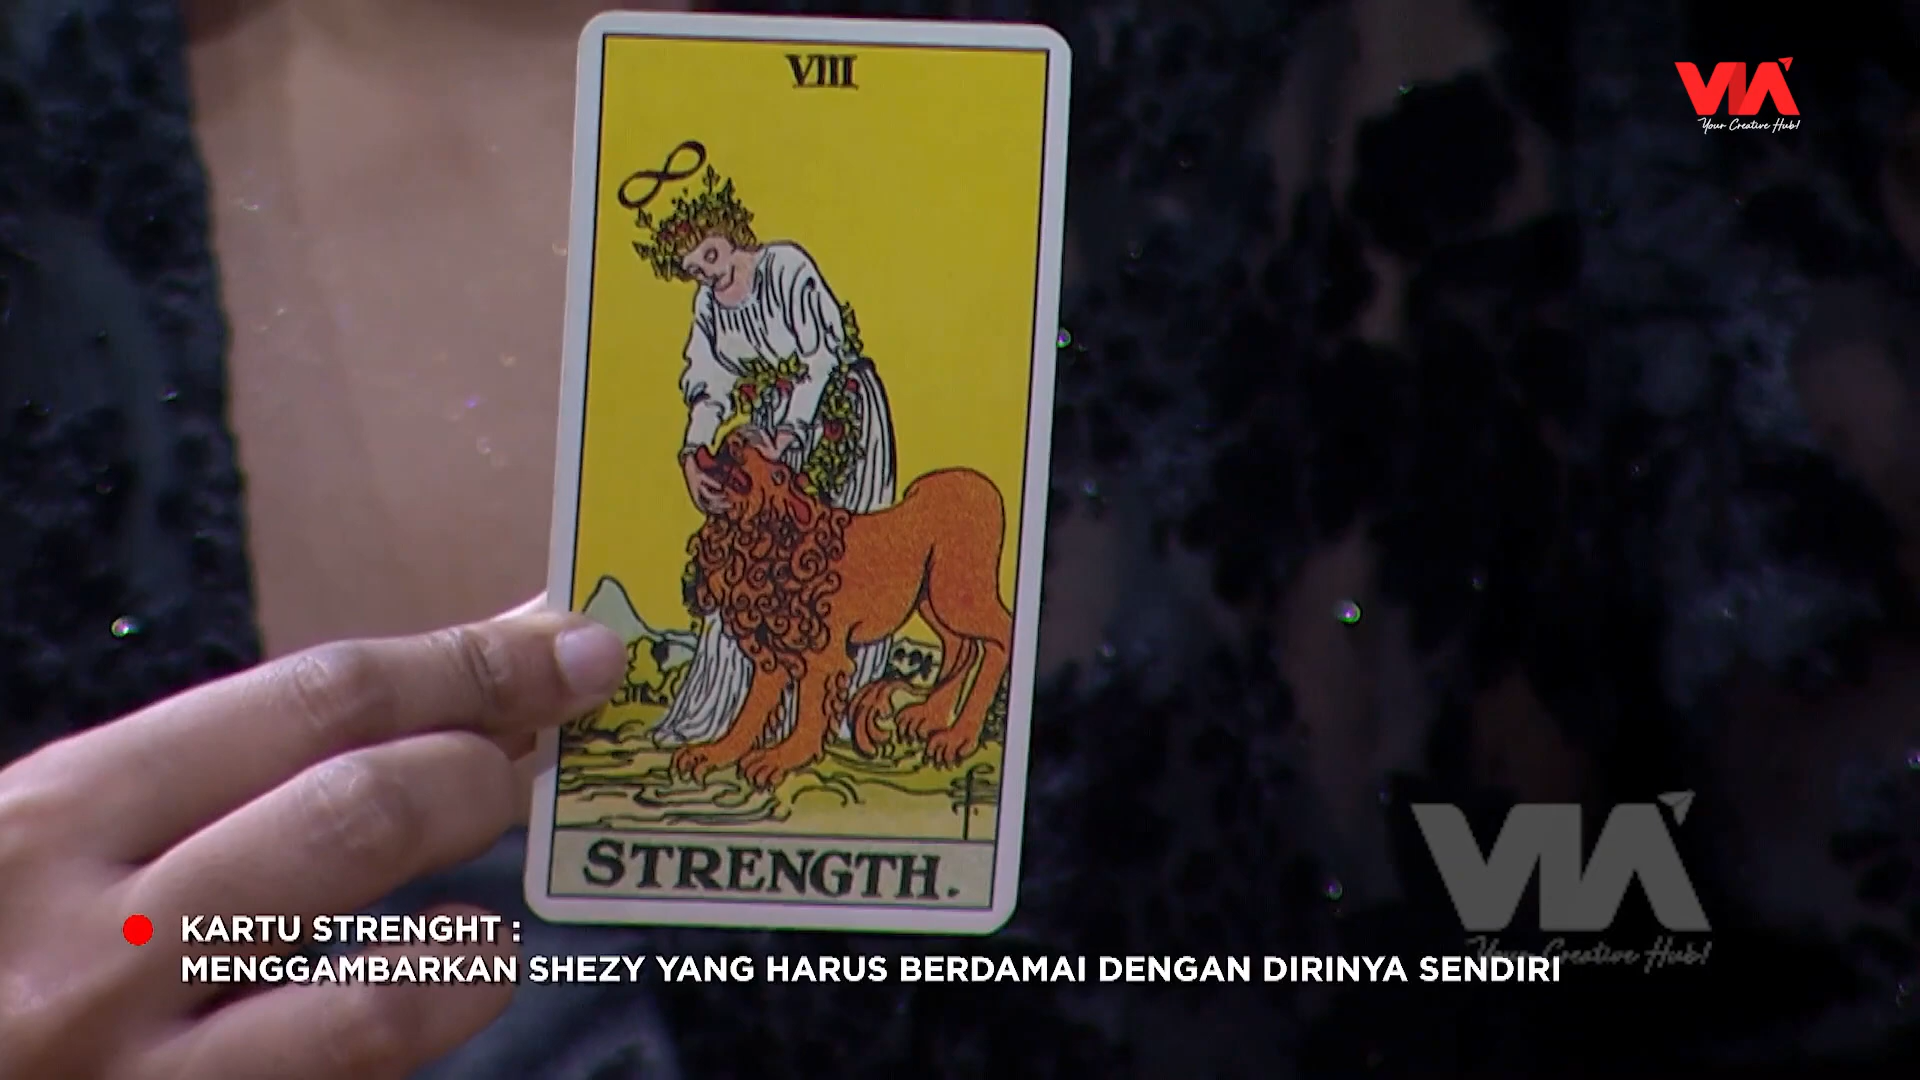 VIII
VIA
Your Creative Hub!
STRENGTH.
VIA
Your Creative Hub!
KARTU STRENGHT :
MENGGAMBARKAN SHEZY YANG HARUS BERDAMAI DENGAN DIRINYA SENDIRI